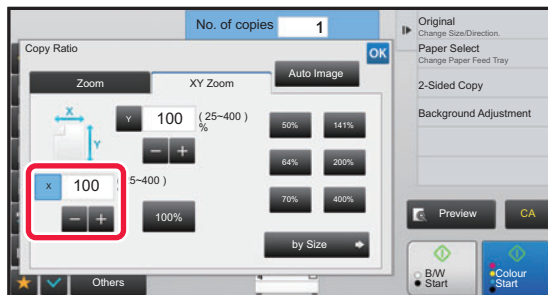 No. of copies 1
Copy Ratio
OK
Zoom
XY Zoom
Auto Image
X
Y
Y 100 (25~400)
%
− +
X 100 5~400)
− +
100%
50% 141%
64% 200%
70% 400%
by Size
Others
Original
Change Size/Direction.
Paper Select
Change Paper Feed Tray
2-Sided Copy
Background Adjustment
Preview
CA
B/W
Start
Colour
Start